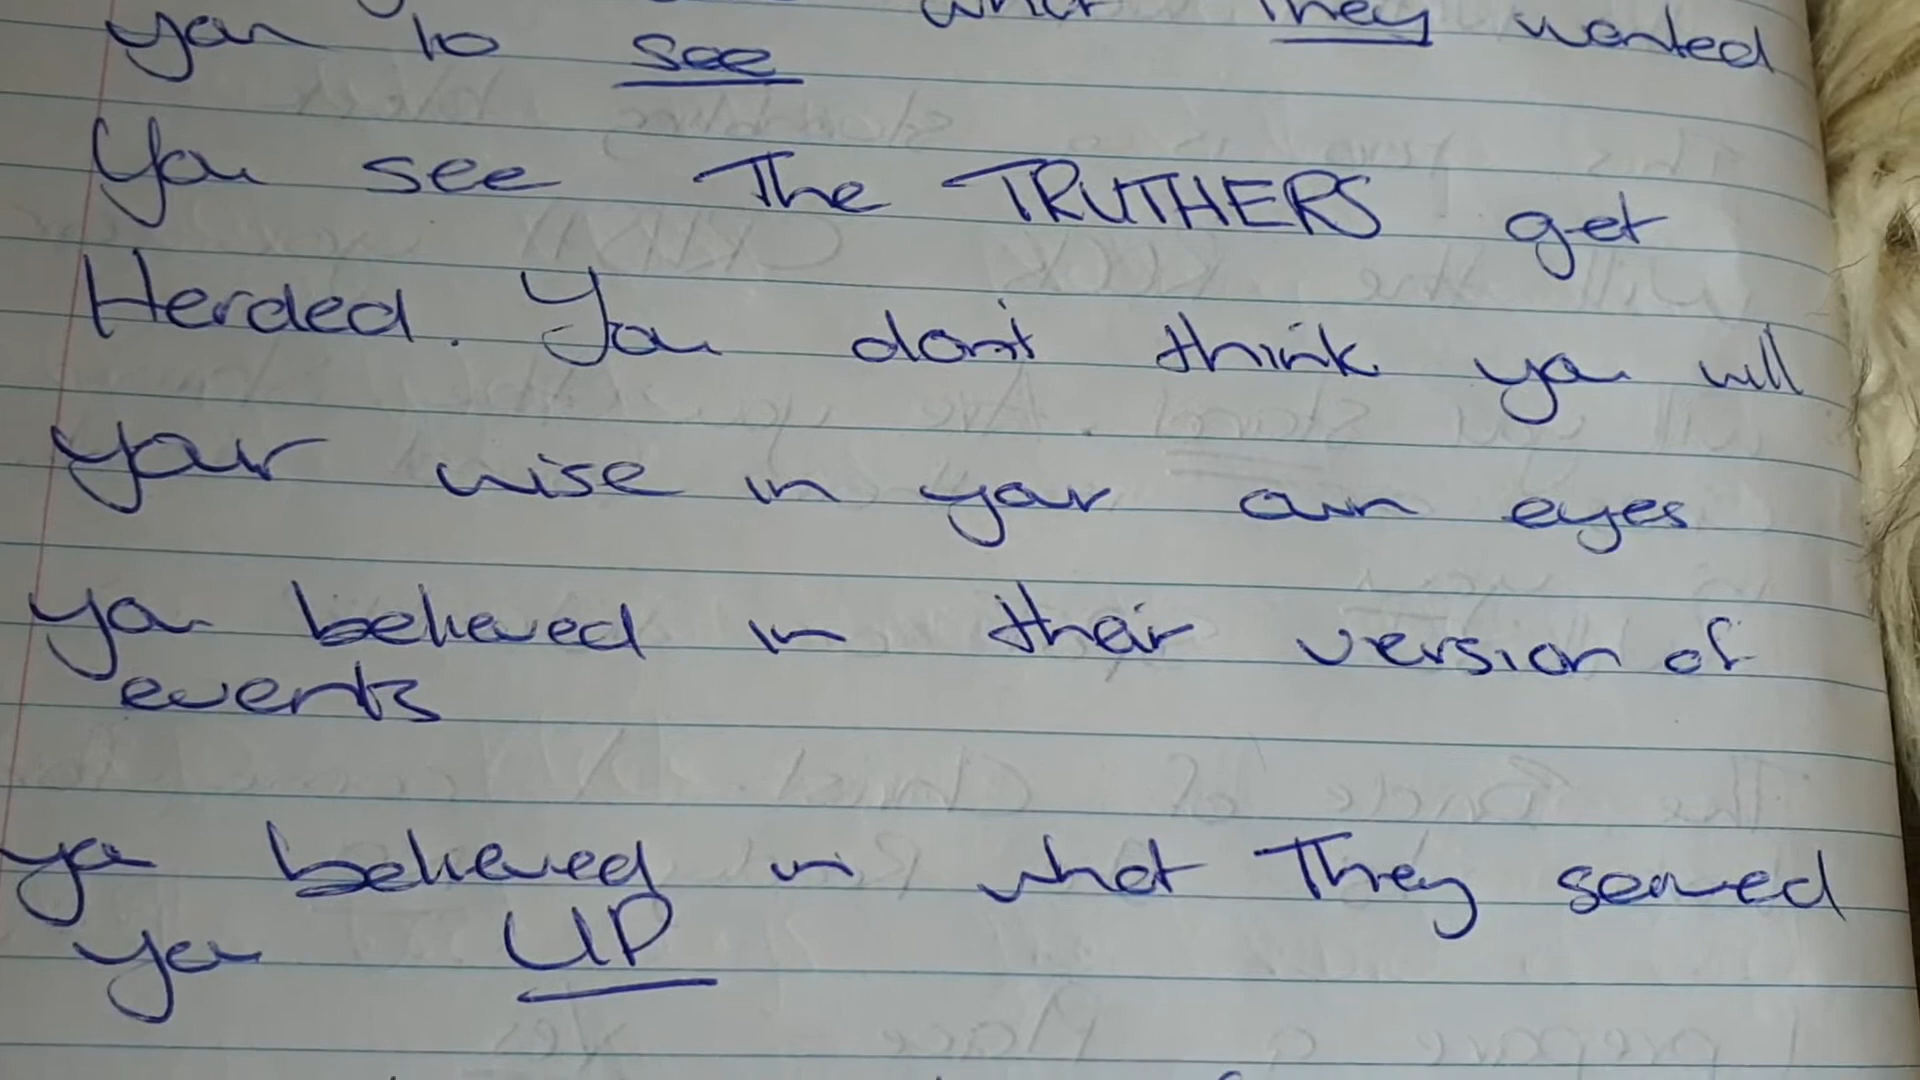 what they wanted
you to see
You see The TRUTHERS get
Herded. You don't think you will
your wise in your own eyes
you believed in their version of
events
you believed in what They served
you UP